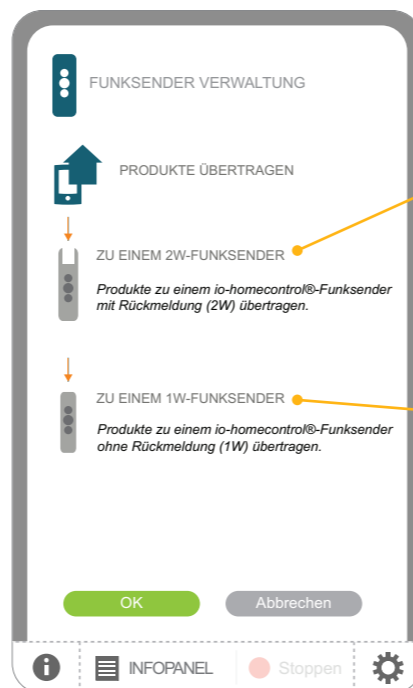 FUNKSENDER VERWALTUNG
PRODUKTE ÜBERTRAGEN
ZU EINEM 2W-FUNKSENDER
Produkte zu einem io-homecontrol®-Funksender
mit Rückmeldung (2W) übertragen.
ZU EINEM 1W-FUNKSENDER
Produkte zu einem io-homecontrol®-Funksender
ohne Rückmeldung (1W) übertragen.
OK Abbrechen
i INFOPANEL Stoppen